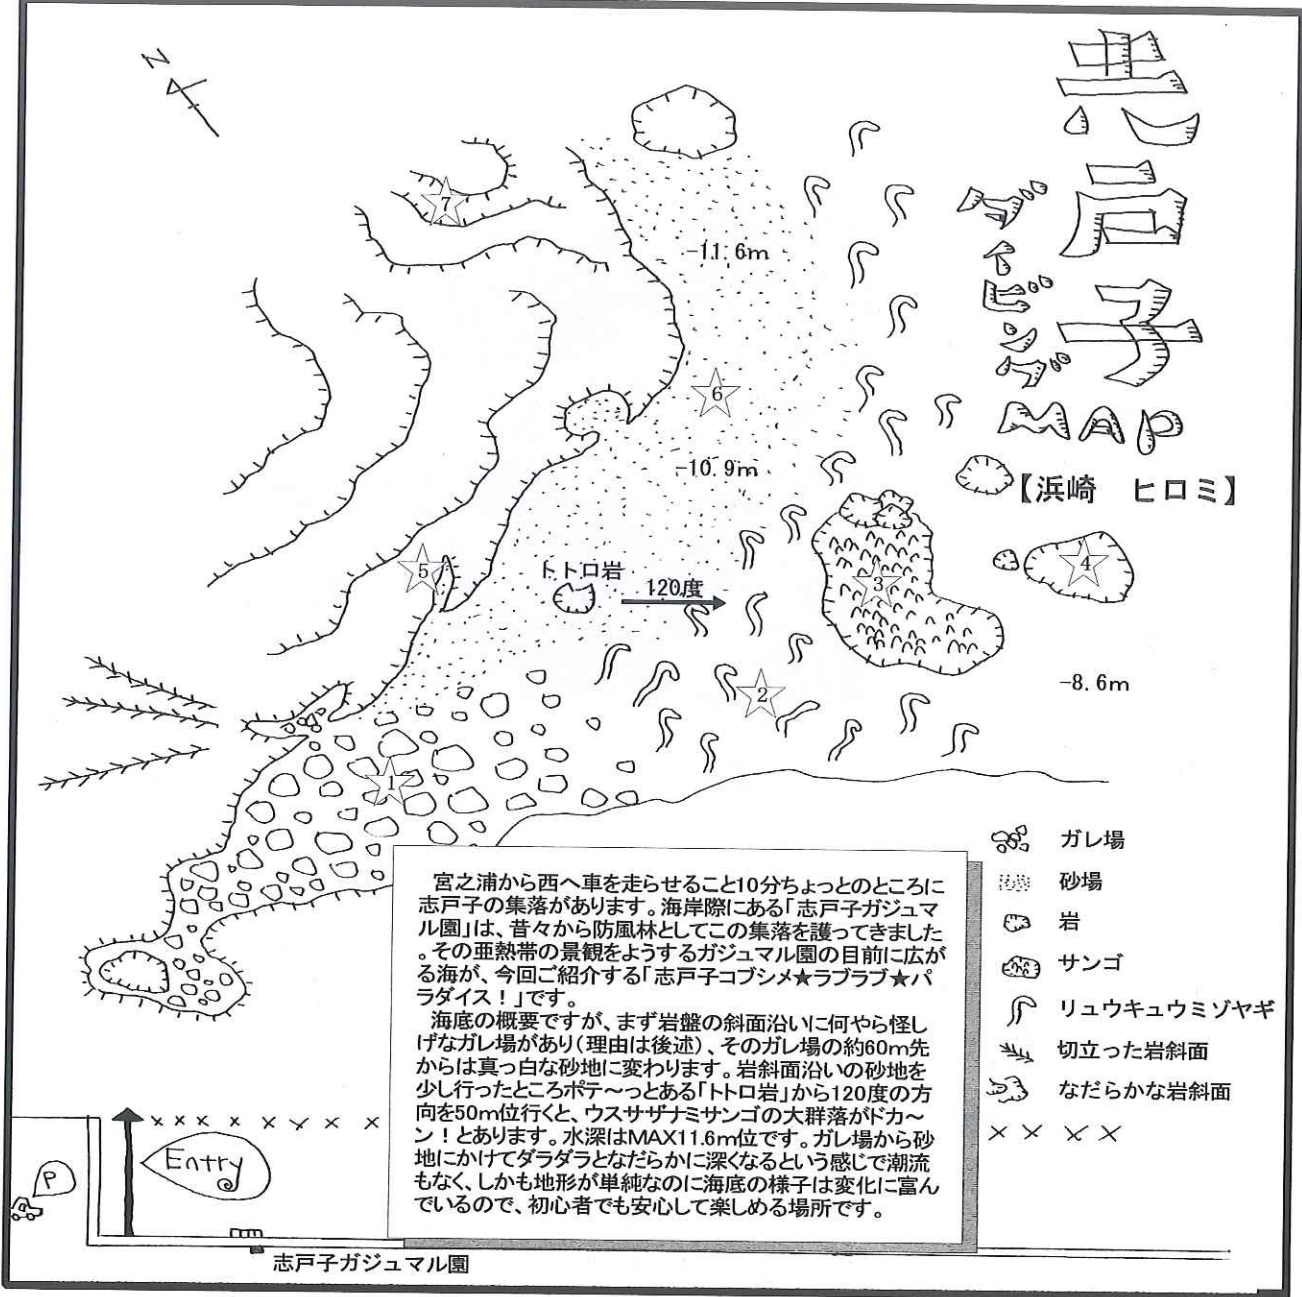 志戸子
ダイビング
MAP
【浜崎　ヒロミ】
N
7
-11.6m
6
-10.9m
5
トトロ岩
120度
3
4
2
-8.6m
1
ガレ場
砂場
岩
サンゴ
リュウキュウミゾヤギ
切立った岩斜面
なだらかな岩斜面
宮之浦から西へ車を走らせること10分ちょっとのところに
志戸子の集落があります。海岸際にある「志戸子ガジュマ
ル園」は、昔々から防風林としてこの集落を護ってきました
。その亜熱帯の景観をようするガジュマル園の目前に広が
る海が、今回ご紹介する「志戸子コブシメ★ラブラブ★パ
ラダイス！」です。
海底の概要ですが、まず岩盤の斜面沿いに何やら怪し
げなガレ場があり(理由は後述)、そのガレ場の約60m先
からは真っ白な砂地に変わります。岩斜面沿いの砂地を
少し行ったところポテ～っとある「トトロ岩」から120度の方
向を50m位行くと、ウスサザナミサンゴの大群落がドカ～
ン！とあります。水深はMAX11.6m位です。ガレ場から砂
地にかけてダラダラとなだらかに深くなるという感じで潮流
もなく、しかも地形が単純なのに海底の様子は変化に富ん
でいるので、初心者でも安心して楽しめる場所です。
Entry
P
志戸子ガジュマル園